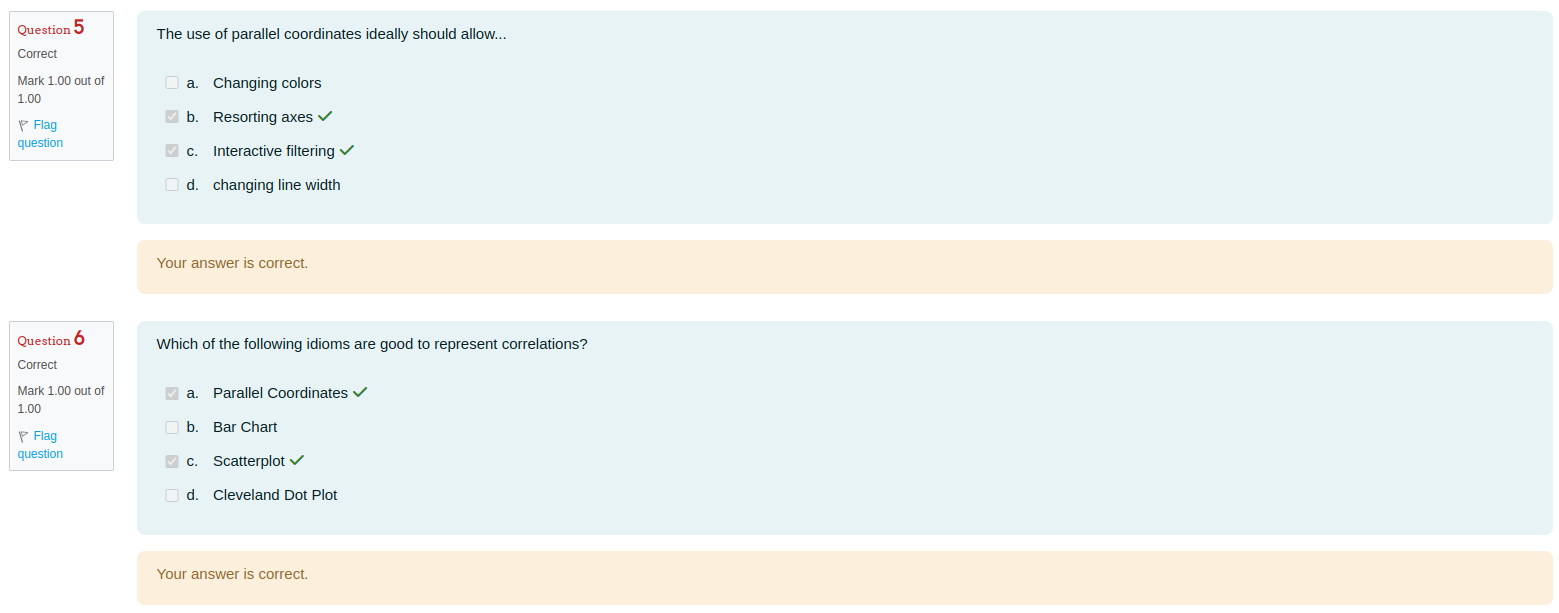 Question 5
Correct
Mark 1.00 out of
1.00
Flag
question
The use of parallel coordinates ideally should allow...
a. Changing colors
b. Resorting axes
c. Interactive filtering
d. changing line width
Your answer is correct.
Question 6
Correct
Mark 1.00 out of
1.00
Flag
question
Which of the following idioms are good to represent correlations?
a. Parallel Coordinates
b. Bar Chart
c. Scatterplot
d. Cleveland Dot Plot
Your answer is correct.